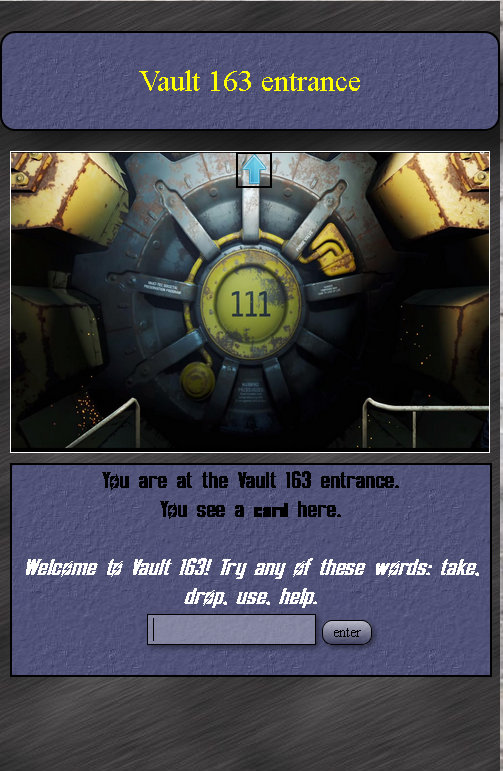 Vault 163 entrance
111
You are at the Vault 163 entrance.
You see a card here.
Welcome to Vault 163! Try any of these words: take,
drop, use, help.
enter